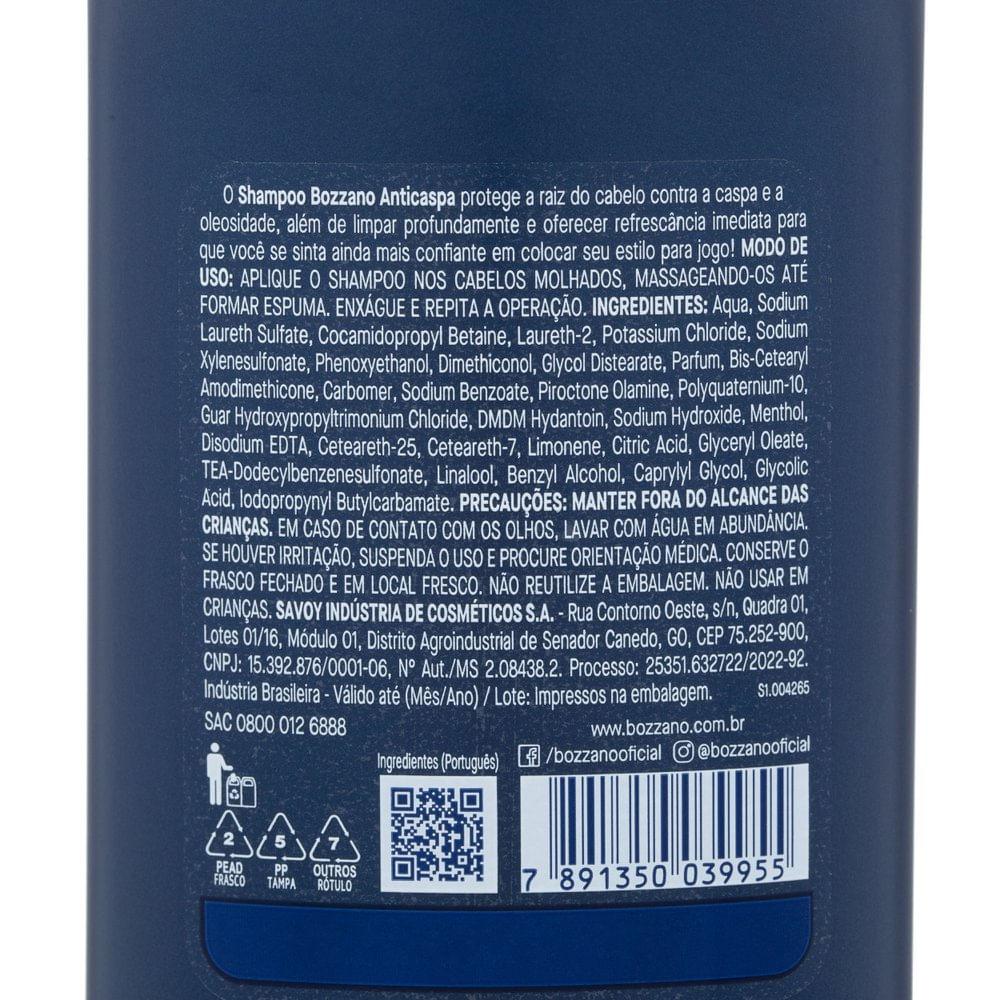 O Shampoo Bozzano Anticaspa protege a raiz do cabelo contra a caspa e a
oleosidade, além de limpar profundamente e oferecer refrescância imediata para
que você se sinta ainda mais confiante em colocar seu estilo para jogo! MODO DE
USO: APLIQUE O SHAMPOO NOS CABELOS MOLHADOS, MASSAGEANDO-OS ATÉ
FORMAR ESPUMA. ENXÁGUE E REPITA A OPERAÇÃO. INGREDIENTES: Aqua, Sodium
Laureth Sulfate, Cocamidopropyl Betaine, Laureth-2, Potassium Chloride, Sodium
Xylenesulfonate, Phenoxyethanol, Dimethiconol, Glycol Distearate, Parfum, Bis-Cetearyl
Amodimethicone, Carbomer, Sodium Benzoate, Piroctone Olamine, Polyquaternium-10,
Guar Hydroxypropyltrimonium Chloride, DMDM Hydantoin, Sodium Hydroxide, Menthol,
Disodium EDTA, Ceteareth-25, Ceteareth-7, Limonene, Citric Acid, Glyceryl Oleate,
TEA-Dodecylbenzenesulfonate, Linalool, Benzyl Alcohol, Caprylyl Glycol, Glycolic
Acid, Iodopropynyl Butylcarbamate. PRECAUÇÕES: MANTER FORA DO ALCANCE DAS
CRIANÇAS. EM CASO DE CONTATO COM OS OLHOS, LAVAR COM ÁGUA EM ABUNDÂNCIA.
SE HOUVER IRRITAÇÃO, SUSPENDA O USO E PROCURE ORIENTAÇÃO MÉDICA. CONSERVE O
FRASCO FECHADO E EM LOCAL FRESCO. NÃO REUTILIZE A EMBALAGEM. NÃO USAR EM
CRIANÇAS. SAVOY INDÚSTRIA DE COSMÉTICOS S.A. - Rua Contorno Oeste, s/n, Quadra 01,
Lotes 01/16, Módulo 01, Distrito Agroindustrial de Senador Canedo, GO, CEP 75.252-900,
CNPJ: 15.392.876/0001-06, Nº Aut./MS 2.08438.2. Processo: 25351.632722/2022-92.
Indústria Brasileira - Válido até (Mês/Ano) / Lote: Impressos na embalagem. S1.004265
SAC 0800 012 6888 www.bozzano.com.br
Ingredientes (Português) /bozzanooficial @bozzanooficial
2 5 7
PEAD PP OUTROS
FRASCO TAMPA RÓTULO
7 891350 039955